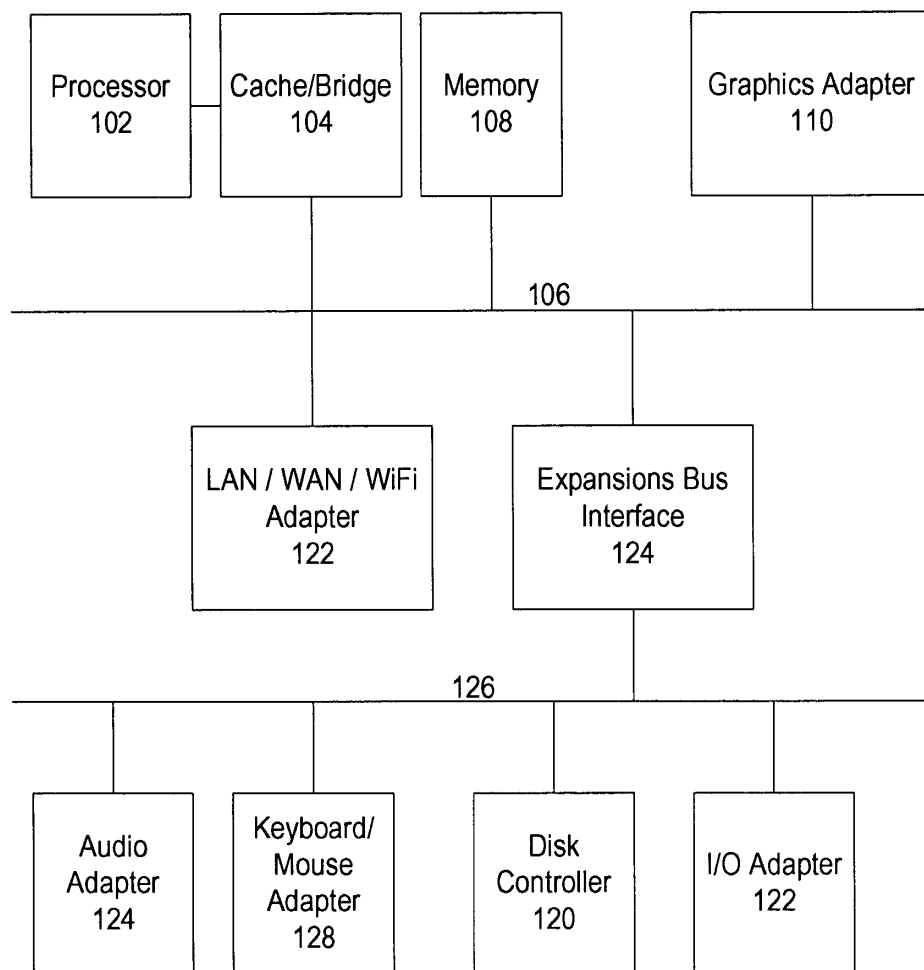 Processor
102
Cache/Bridge
104
Memory
108
Graphics Adapter
110
106
LAN / WAN / WiFi
Adapter
122
Expansions Bus
Interface
124
126
Audio
Adapter
124
Keyboard/
Mouse
Adapter
128
Disk
Controller
120
I/O Adapter
122